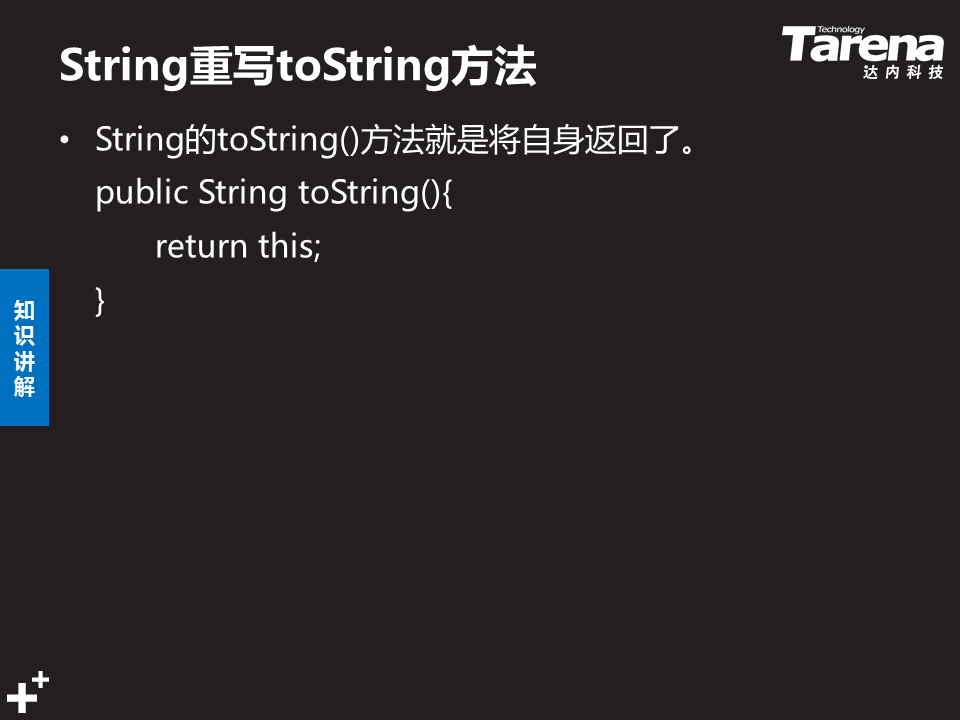 String重写toString方法
Technology
Tarena
达内科技
• String的toString()方法就是将自身返回了。
public String toString(){
return this;
}
知
识
讲
解